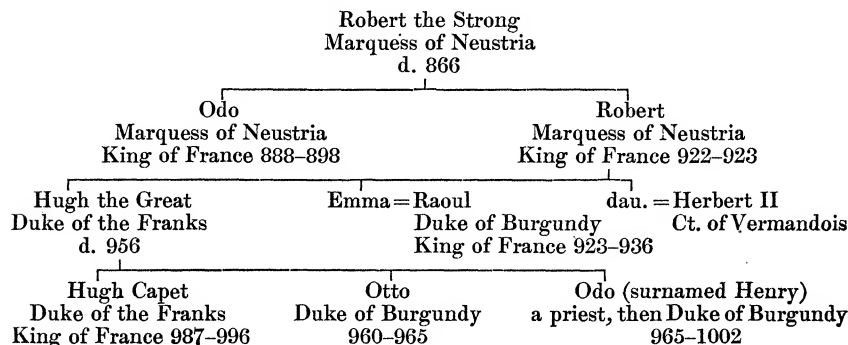 Robert the Strong
Marquess of Neustria
d. 866
Odo
Marquess of Neustria
King of France 888–898
Robert
Marquess of Neustria
King of France 922–923
Hugh the Great
Duke of the Franks
d. 956
Emma = Raoul
Duke of Burgundy
King of France 923–936
dau. = Herbert II
Ct. of Vermandois
Hugh Capet
Duke of the Franks
King of France 987–996
Otto
Duke of Burgundy
960–965
Odo (surnamed Henry)
a priest, then Duke of Burgundy
965–1002